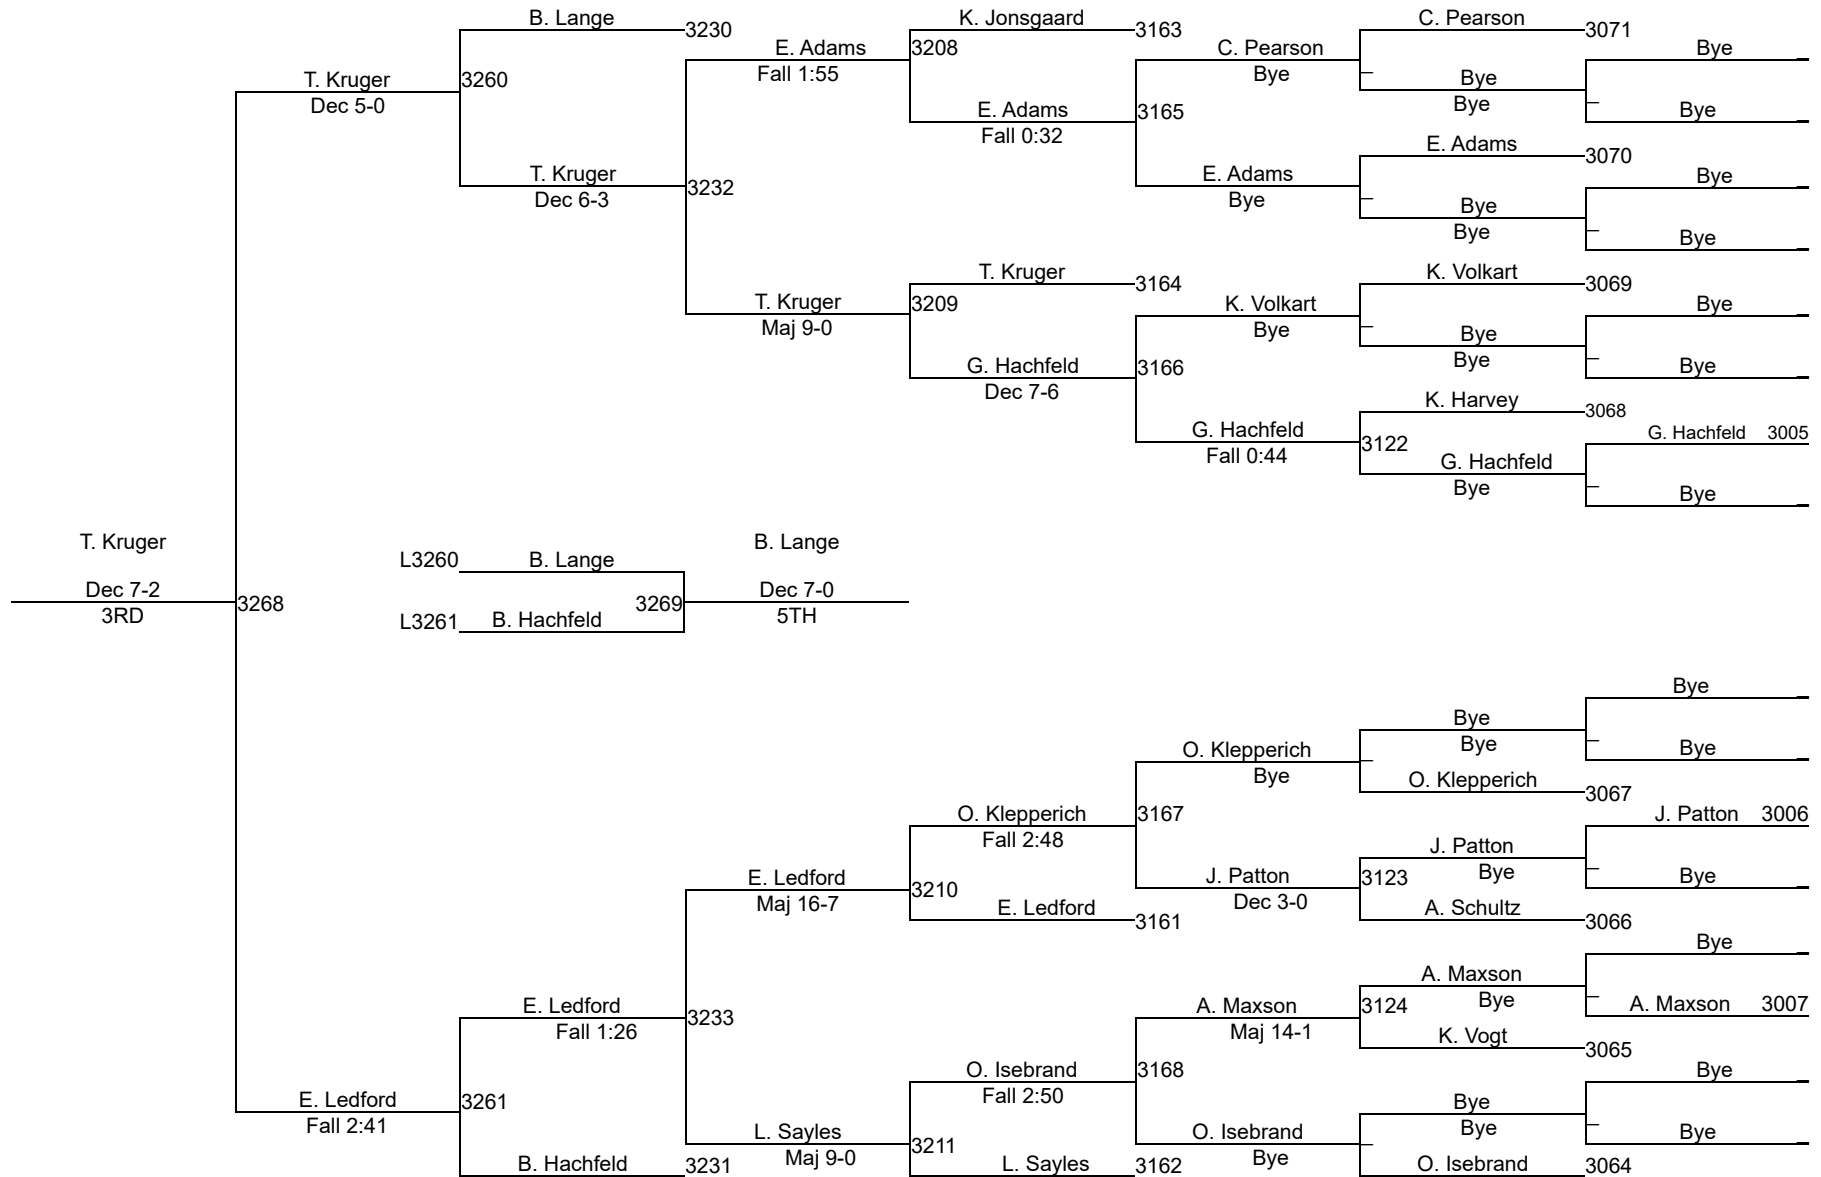 B. Lange
3230
K. Jonsgaard
3163
C. Pearson
3071
E. Adams
3208
C. Pearson
Bye
T. Kruger
3260
Fall 1:55
Bye
Bye
Dec 5-0
Bye
E. Adams
3165
Bye
Fall 0:32
E. Adams
3070
T. Kruger
3232
E. Adams
Bye
Dec 6-3
Bye
Bye
Bye
Bye
T. Kruger
3164
K. Volkart
3069
T. Kruger
3209
K. Volkart
Bye
Maj 9-0
Bye
Bye
G. Hachfeld
3166
Bye
Bye
Dec 7-6
K. Harvey
3068
G. Hachfeld
3122
G. Hachfeld 3005
Fall 0:44
G. Hachfeld
Bye
Bye
T. Kruger
B. Lange
L3260
B. Lange
Dec 7-2
3268
3269
Dec 7-0
3RD
L3261
B. Hachfeld
5TH
Bye
Bye
Bye
O. Klepperich
Bye
Bye
O. Klepperich
3067
O. Klepperich
3167
J. Patton 3006
Fall 2:48
J. Patton
E. Ledford
3210
J. Patton
3123
Bye
Bye
Maj 16-7
Dec 3-0
E. Ledford
3161
A. Schultz
3066
Bye
A. Maxson
E. Ledford
3233
A. Maxson
3124
Bye
A. Maxson 3007
Fall 1:26
Maj 14-1
K. Vogt
3065
O. Isebrand
3168
Bye
E. Ledford
3261
Fall 2:50
Bye
Fall 2:41
L. Sayles
3211
O. Isebrand
Bye
Bye
B. Hachfeld
3231
Maj 9-0
L. Sayles
3162
Bye
O. Isebrand
3064